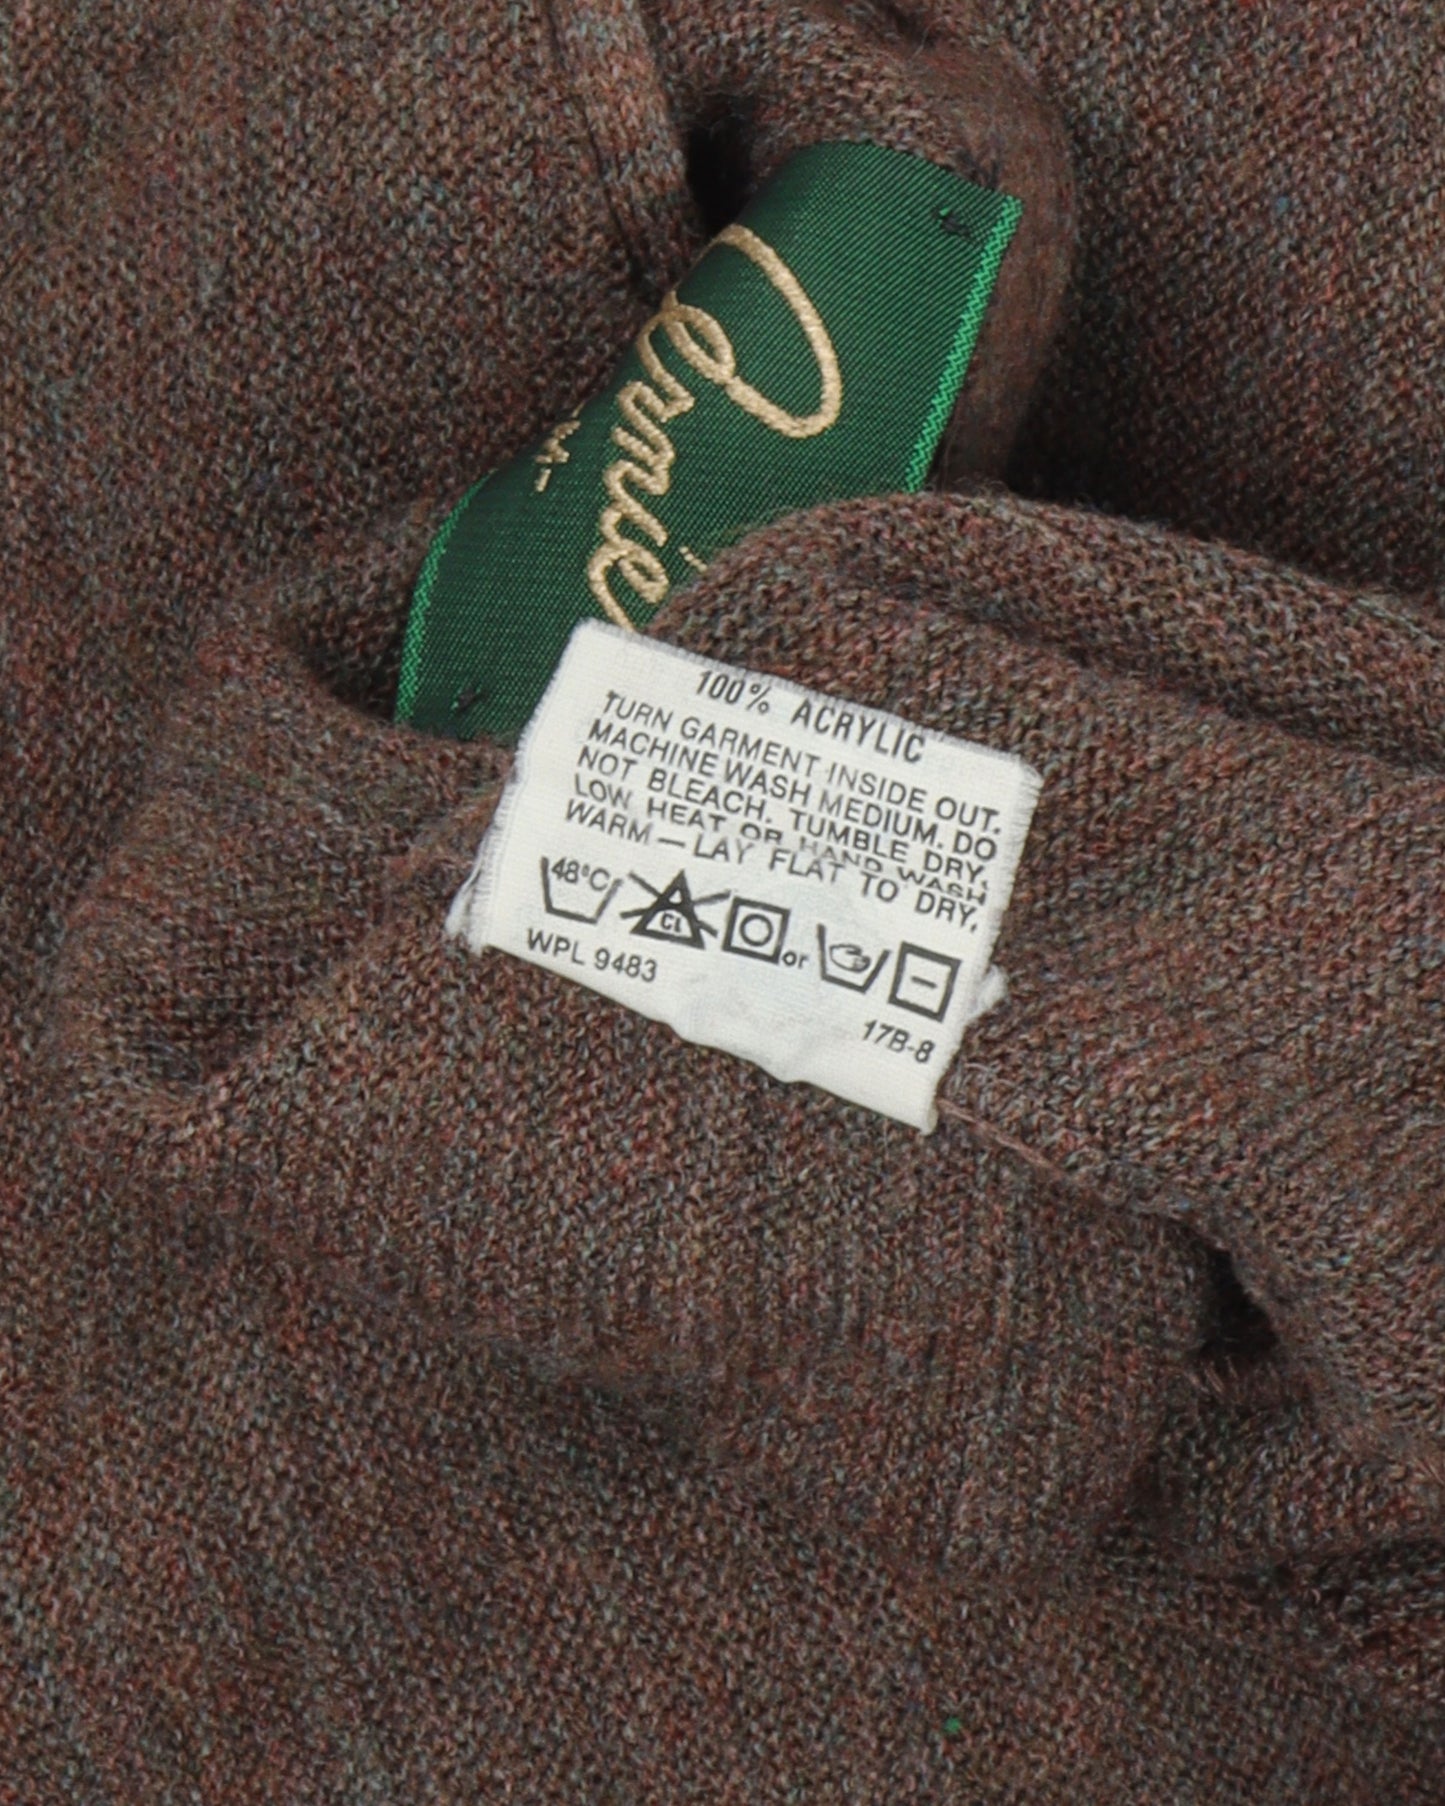 100% ACRYLIC
TURN GARMENT INSIDE OUT.
MACHINE WASH MEDIUM. DO
NOT BLEACH. TUMBLE DRY,
LOW HEAT OR HAND WASH
WARM — LAY FLAT TO DRY.
48°C CL or
WPL 9483
17B-8